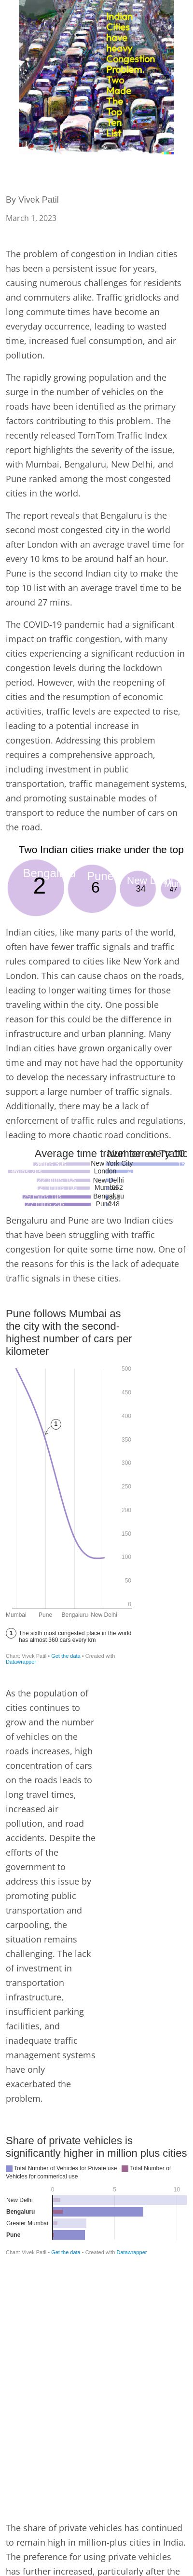 Indian
Cities
have
heavy
Congestion
Problem.
Two
Made
The
Top
Ten
List
By Vivek Patil
March 1, 2023
The problem of congestion in Indian cities
has been a persistent issue for years,
causing numerous challenges for residents
and commuters alike. Traffic gridlocks and
long commute times have become an
everyday occurrence, leading to wasted
time, increased fuel consumption, and air
pollution.
The rapidly growing population and the
surge in the number of vehicles on the
roads have been identified as the primary
factors contributing to this problem. The
recently released TomTom Traffic Index
report highlights the severity of the issue,
with Mumbai, Bengaluru, New Delhi, and
Pune ranked among the most congested
cities in the world.
The report reveals that Bengaluru is the
second most congested city in the world
after London with an average travel time for
every 10 kms to be around half an hour.
Pune is the second Indian city to make the
top 10 list with an average travel time to be
around 27 mins.
The COVID-19 pandemic had a significant
impact on traffic congestion, with many
cities experiencing a significant reduction in
congestion levels during the lockdown
period. However, with the reopening of
cities and the resumption of economic
activities, traffic levels are expected to rise,
leading to a potential increase in
congestion. Addressing this problem
requires a comprehensive approach,
including investment in public
transportation, traffic management systems,
and promoting sustainable modes of
transport to reduce the number of cars on
the road.
Two Indian cities make under the top
Bengaluru
2
Pune
6
New Delhi
34
47
Indian cities, like many parts of the world,
often have fewer traffic signals and traffic
rules compared to cities like New York and
London. This can cause chaos on the roads,
leading to longer waiting times for those
traveling within the city. One possible
reason for this could be the difference in
infrastructure and urban planning. Many
Indian cities have grown organically over
time and may not have had the opportunity
to develop the necessary infrastructure to
support a large number of traffic signals.
Additionally, there may be a lack of
enforcement of traffic rules and regulations,
leading to more chaotic road conditions.
Average time
New York City
London
New Delhi
Mumbai
Bengaluru
Pune
Bengaluru and Pune are two Indian cities
that have been struggling with traffic
congestion for quite some time now. One of
the reasons for this is the lack of adequate
traffic signals in these cities.
Pune follows Mumbai as
the city with the second-
highest number of cars per
kilometer
500
450
400
350
300
250
200
150
100
50
0
1
Mumbai Pune Bengaluru New Delhi
1 The sixth most congested place in the world
has almost 360 cars every km
Chart: Vivek Patil • Get the data • Created with
Datawrapper
As the population of
cities continues to
grow and the number
of vehicles on the
roads increases, high
concentration of cars
on the roads leads to
long travel times,
increased air
pollution, and road
accidents. Despite the
efforts of the
government to
address this issue by
promoting public
transportation and
carpooling, the
situation remains
challenging. The lack
of investment in
transportation
infrastructure,
insufficient parking
facilities, and
inadequate traffic
management systems
have only
exacerbated the
problem.
Share of private vehicles is
significantly higher in million plus cities
Total Number of Vehicles for Private use Total Number of
Vehicles for commerical use
0 5 10
New Delhi
Bengaluru
Greater Mumbai
Pune
Chart: Vivek Patil • Get the data • Created with Datawrapper
The share of private vehicles has continued
to remain high in million-plus cities in India.
The preference for using private vehicles
has further increased, particularly after the